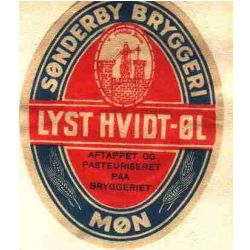 SØNDERBY BRYGGERI
LYST HVIDT-ØL
AFTAPPET OG
PASTEURISERET
PAA
BRYGGERIET
MØN